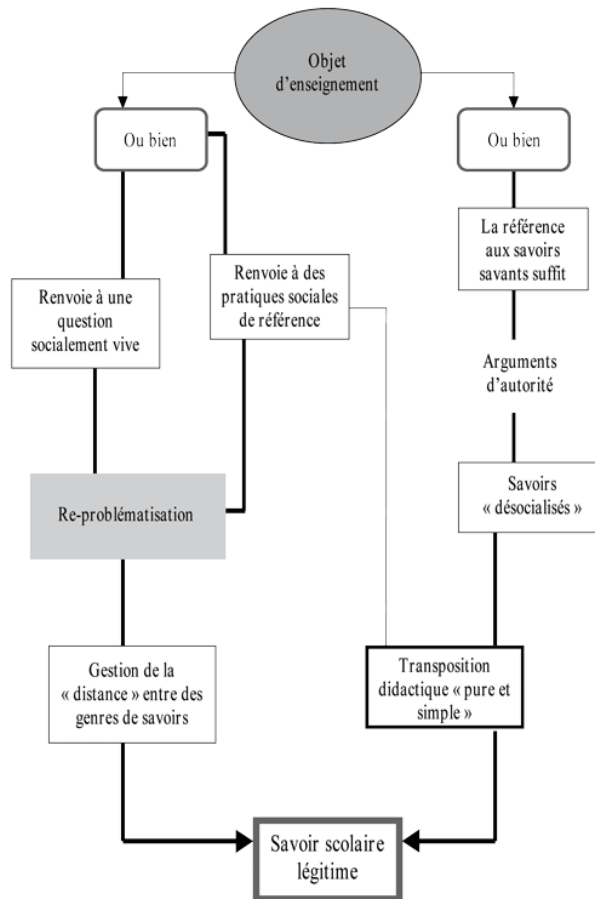 Objet
d'enseignement
Ou bien
Ou bien
La référence
aux savoirs
savants suffit
Renvoie à des
pratiques sociales
de référence
Renvoie à une
question
socialement vive
Arguments
d'autorité
Savoirs
« désocialisés »
Re-problématisation
Gestion de la
« distance » entre des
genres de savoirs
Transposition
didactique « pure et
simple »
Savoir scolaire
légitime